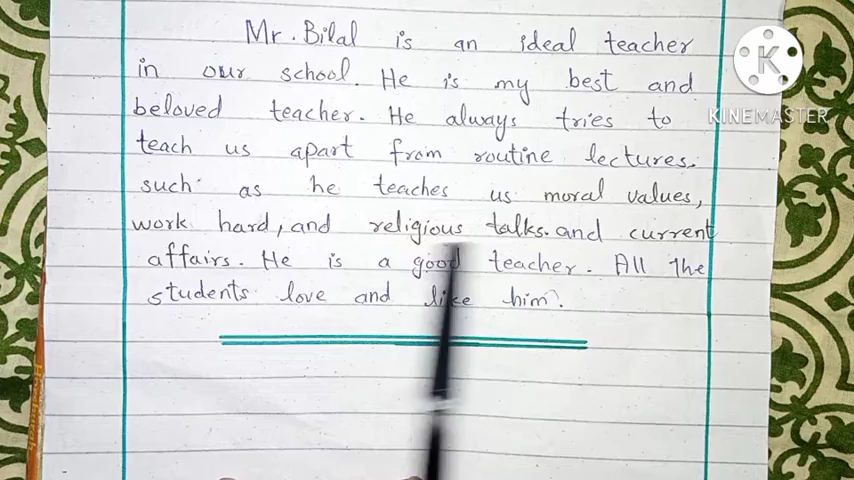 Mr. Bilal is an ideal teacher
in our school. He is my best and
beloved teacher. He always tries to
teach us apart from routine lectures.
such as he teaches us moral values,
work hard, and religious talks. and current
affairs. He is a good teacher. All the
students love and like him.
K
KINEMASTER